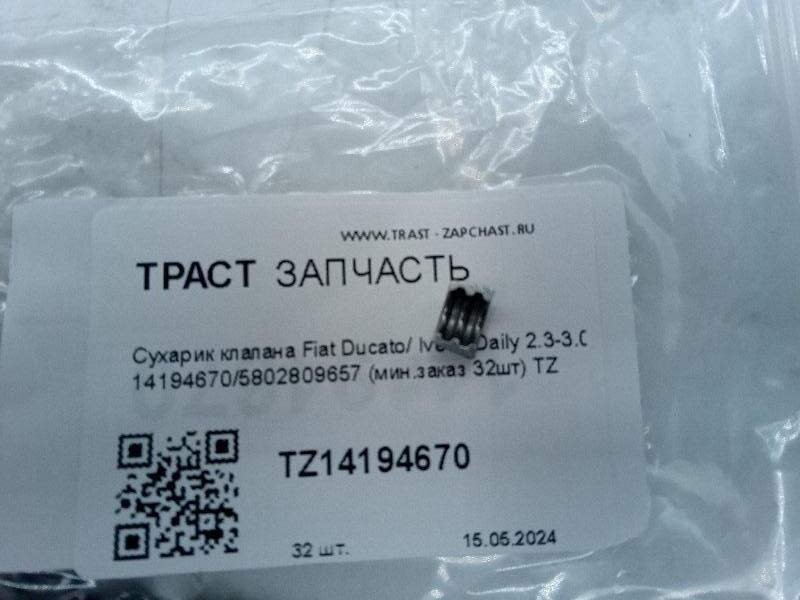 WWW.TRAST-ZAPCHAST.RU
ТРАСТ ЗАПЧАСТЬ
Сухарик клапана Fiat Ducato/ Daily 2.3-3.0
14194670/5802809657 (мин.заказ 32шт) TZ
TZ14194670
32 шт.
15.05.2024